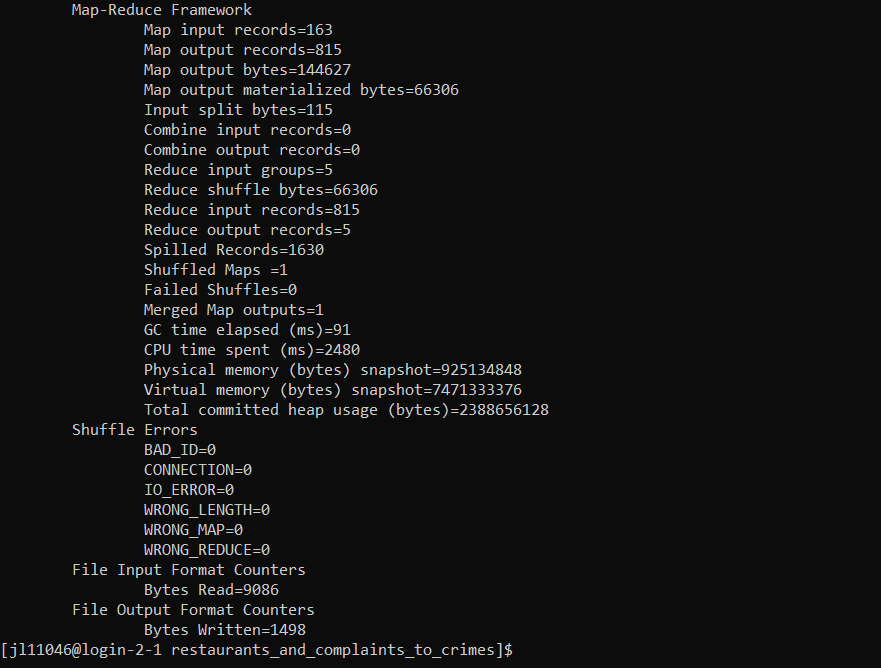 Map-Reduce Framework
Map input records=163
Map output records=815
Map output bytes=144627
Map output materialized bytes=66306
Input split bytes=115
Combine input records=0
Combine output records=0
Reduce input groups=5
Reduce shuffle bytes=66306
Reduce input records=815
Reduce output records=5
Spilled Records=1630
Shuffled Maps =1
Failed Shuffles=0
Merged Map outputs=1
GC time elapsed (ms)=91
CPU time spent (ms)=2480
Physical memory (bytes) snapshot=925134848
Virtual memory (bytes) snapshot=7471333376
Total committed heap usage (bytes)=2388656128
Shuffle Errors
BAD_ID=0
CONNECTION=0
IO_ERROR=0
WRONG_LENGTH=0
WRONG_MAP=0
WRONG_REDUCE=0
File Input Format Counters
Bytes Read=9086
File Output Format Counters
Bytes Written=1498
[jl11046@login-2-1 restaurants_and_complaints_to_crimes]$